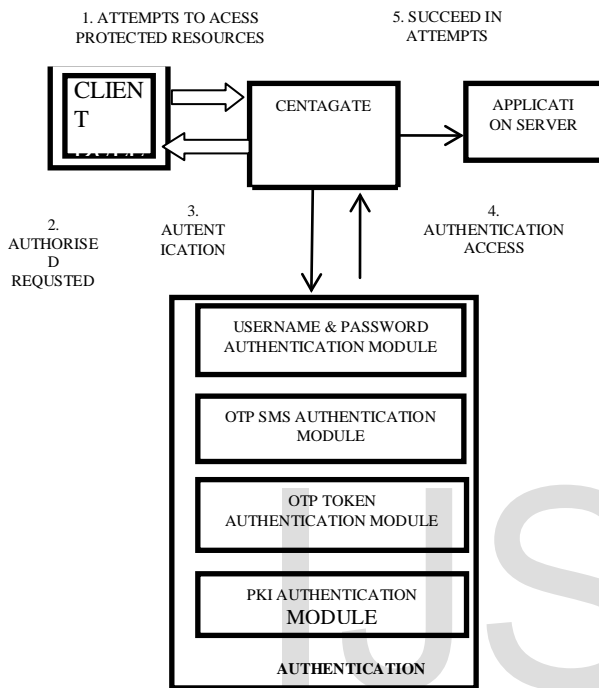 1. ATTEMPTS TO ACESS
PROTECTED RESOURCES
5. SUCCEED IN
ATTEMPTS
CLIEN
T
CENTAGATE
APPLICATI
ON SERVER
2.
AUTHORISE
D
REQUSTED
3.
AUTENT
ICATION
4.
AUTHENTICATION
ACCESS
USERNAME & PASSWORD
AUTHENTICATION MODULE
OTP SMS AUTHENTICATION
MODULE
OTP TOKEN
AUTHENTICATION MODULE
PKI AUTHENTICATION
MODULE
AUTHENTICATION
IJS